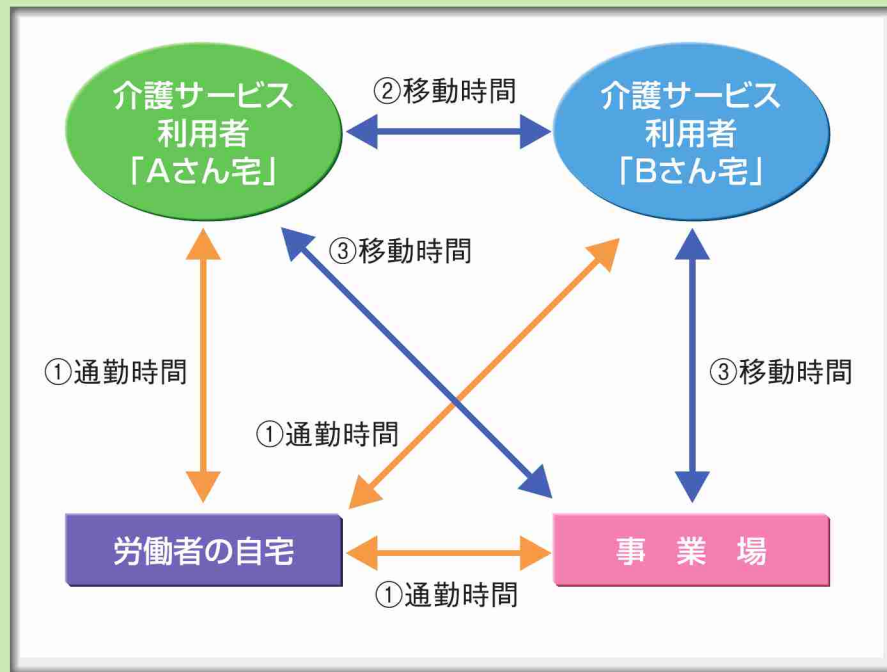 介護サービス
利用者
「Aさん宅」
②移動時間
介護サービス
利用者
「Bさん宅」
③移動時間
①通勤時間
③移動時間
①通勤時間
労働者の自宅
事業場
①通勤時間